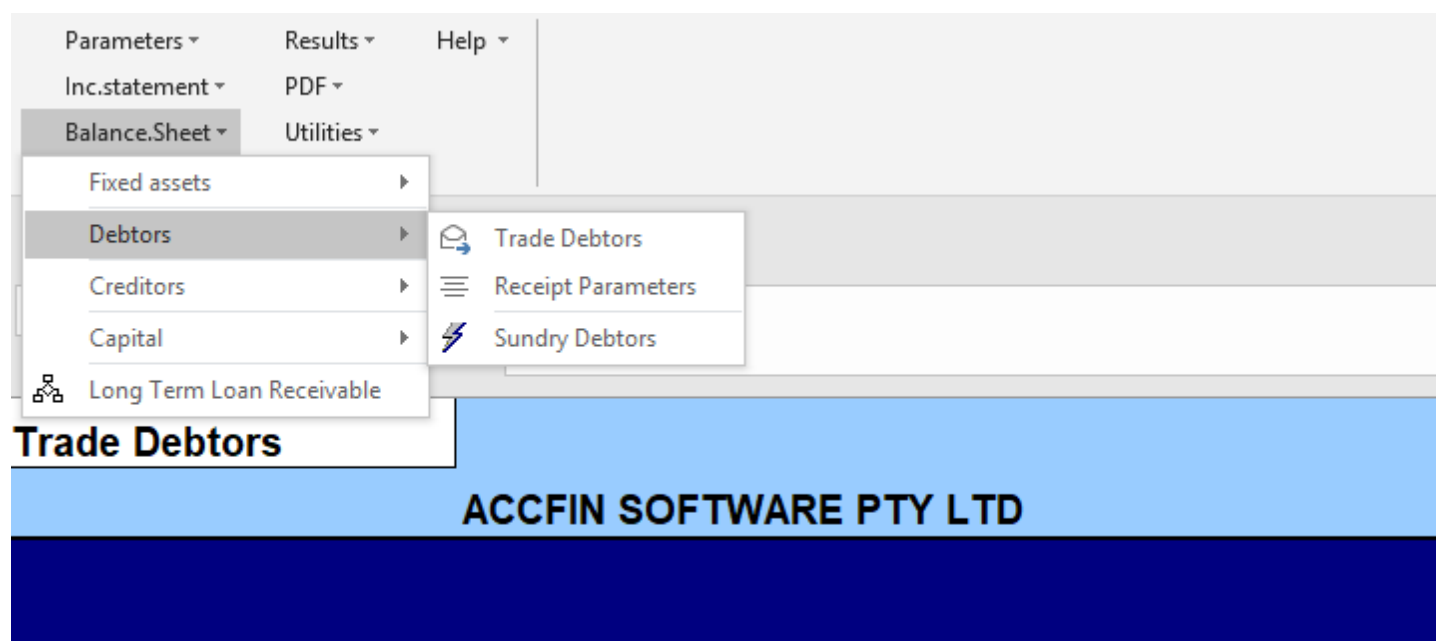 Parameters Results Help
Inc.statement PDF
Balance.Sheet Utilities
Fixed assets
Debtors
Creditors
Capital
Long Term Loan Receivable
Trade Debtors
Receipt Parameters
Sundry Debtors
Trade Debtors
ACCFIN SOFTWARE PTY LTD